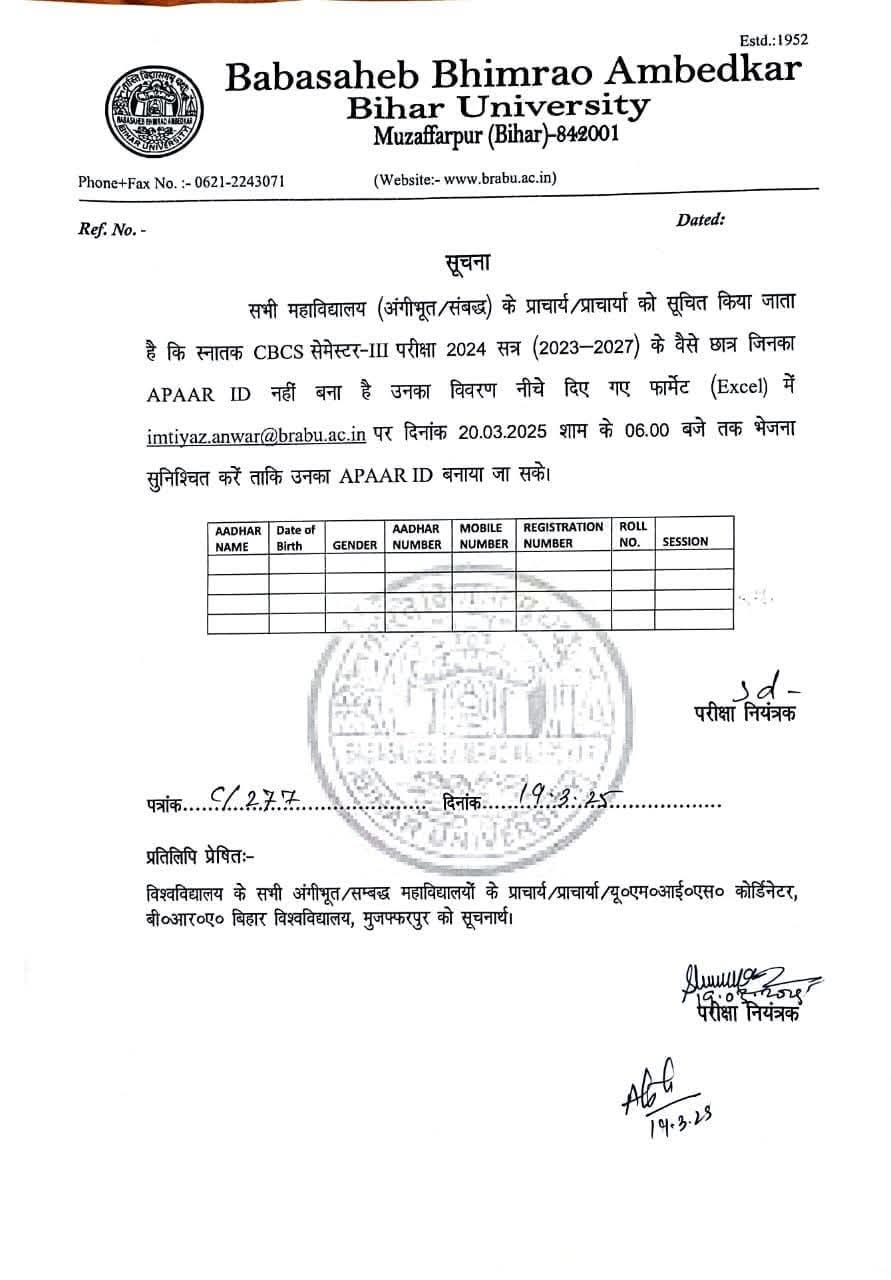 Estd.:1952
Babasaheb Bhimrao Ambedkar
Bihar University
Muzaffarpur (Bihar)-842001
Phone+Fax No. :- 0621-2243071 (Website:- www.brabu.ac.in)
Ref. No. - Dated:
सूचना
सभी महाविद्यालय (अंगीभूत/संबद्ध) के प्राचार्य/प्राचार्या को सूचित किया जाता
है कि स्नातक CBCS सेमेस्टर-III परीक्षा 2024 सत्र (2023–2027) के वैसे छात्र जिनका
APAAR ID नहीं बना है उनका विवरण नीचे दिए गए फार्मेट (Excel) में
imtiyaz.anwar@brabu.ac.in पर दिनांक 20.03.2025 शाम के 06.00 बजे तक भेजना
सुनिश्चित करें ताकि उनका APAAR ID बनाया जा सके।
AADHAR NAME Date of Birth GENDER AADHAR NUMBER MOBILE NUMBER REGISTRATION NUMBER ROLL NO. SESSION
Sd-
परीक्षा नियंत्रक
पत्रांक......C/277...... दिनांक......19.3.25......
प्रतिलिपि प्रेषितः-
विश्वविद्यालय के सभी अंगीभूत/सम्बद्ध महाविद्यालयों के प्राचार्य/प्राचार्या/यू०एम०आई०एस० कोर्डिनेटर,
बी०आर०ए० बिहार विश्वविद्यालय, मुजफ्फरपुर को सूचनार्थ।
19.03.2025
परीक्षा नियंत्रक
19.3.25